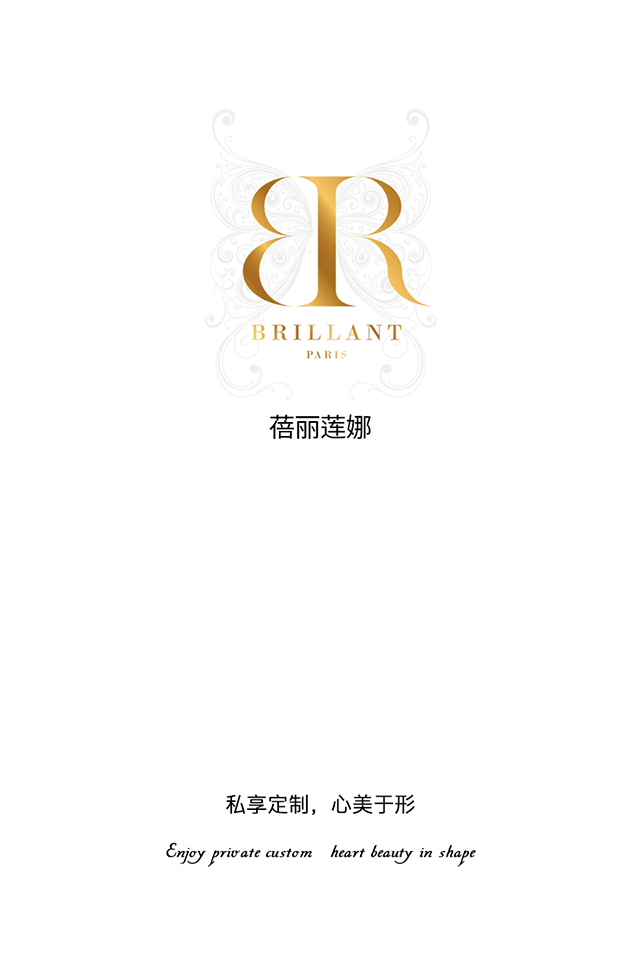 BR
BRILLANT
PARIS
蓓丽莲娜
私享定制，心美于形
Enjoy private custom heart beauty in shape